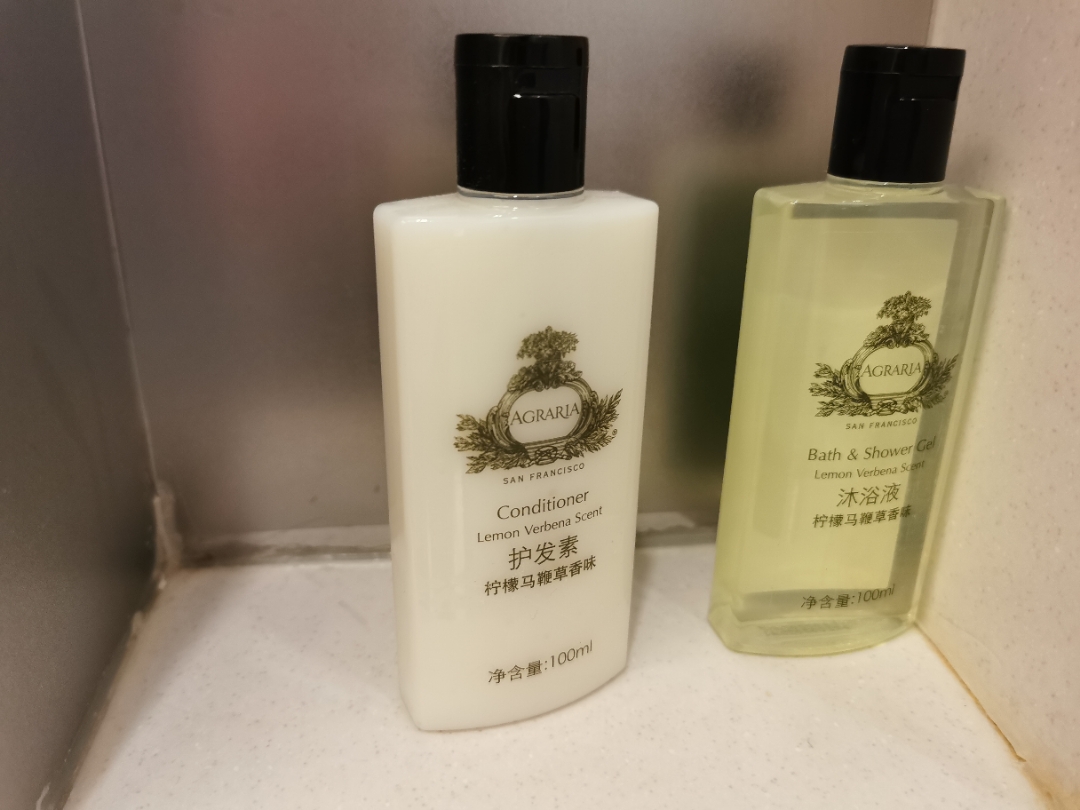 AGRARIA
®
SAN FRANCISCO
Conditioner
Lemon Verbena Scent
护发素
柠檬马鞭草香味
净含量:100ml
AGRARIA
SAN FRANCISCO
Bath & Shower Gel
Lemon Verbena Scent
沐浴液
柠檬马鞭草香味
净含量:100ml